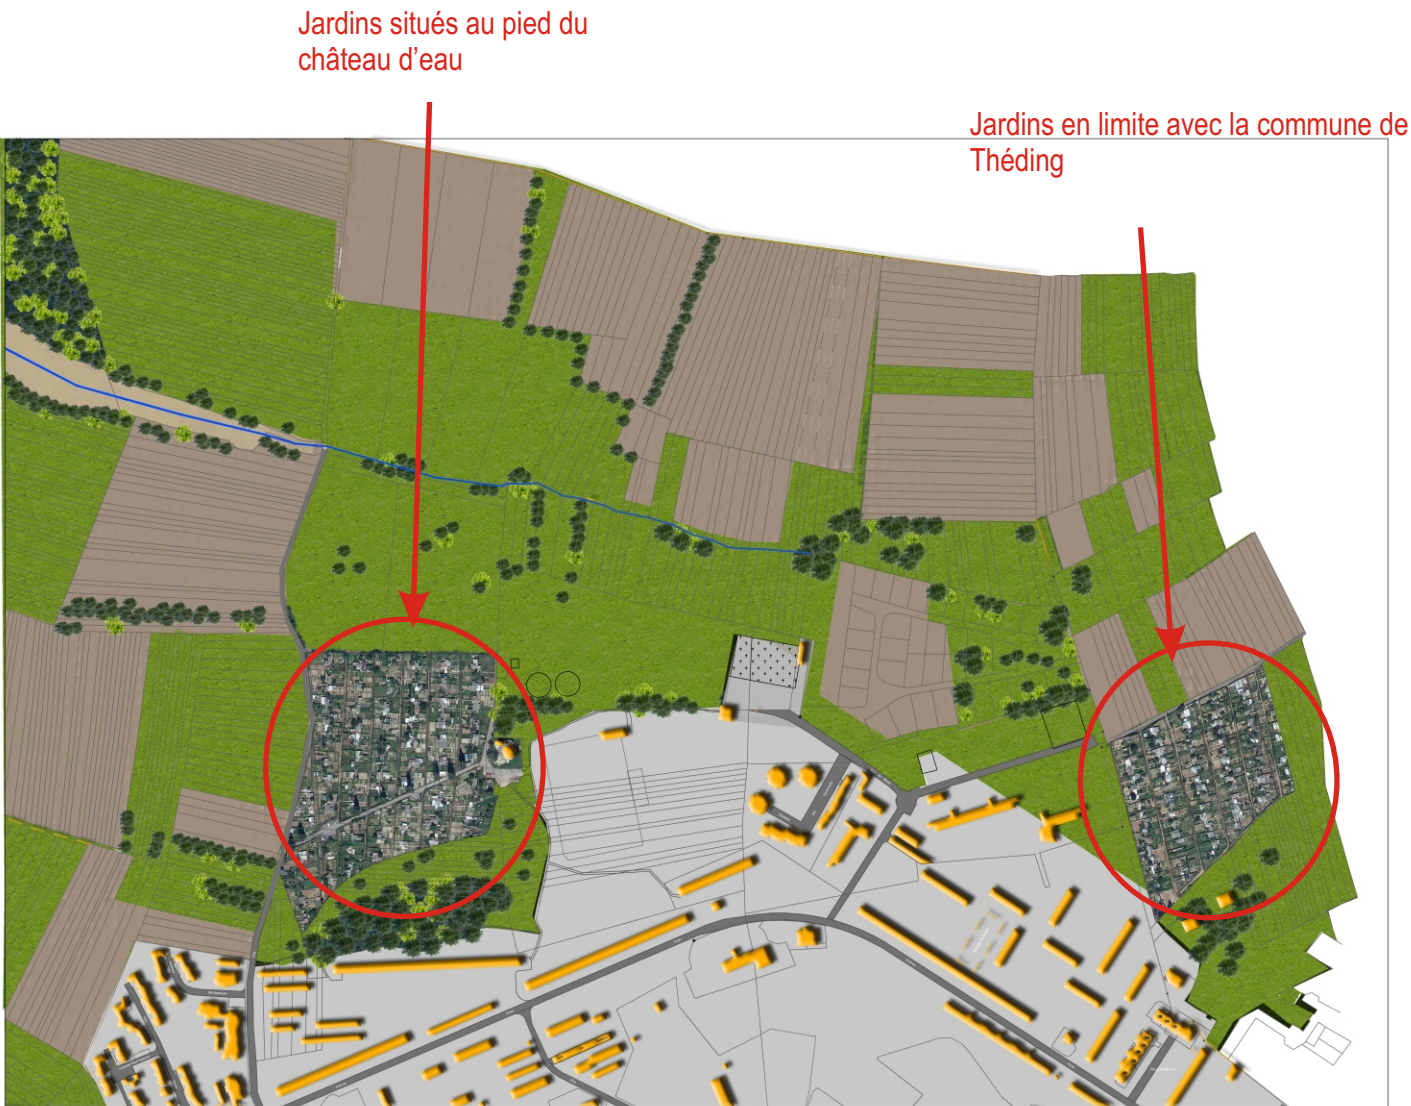 Jardins situés au pied du
château d’eau
Jardins en limite avec la commune de
Théding